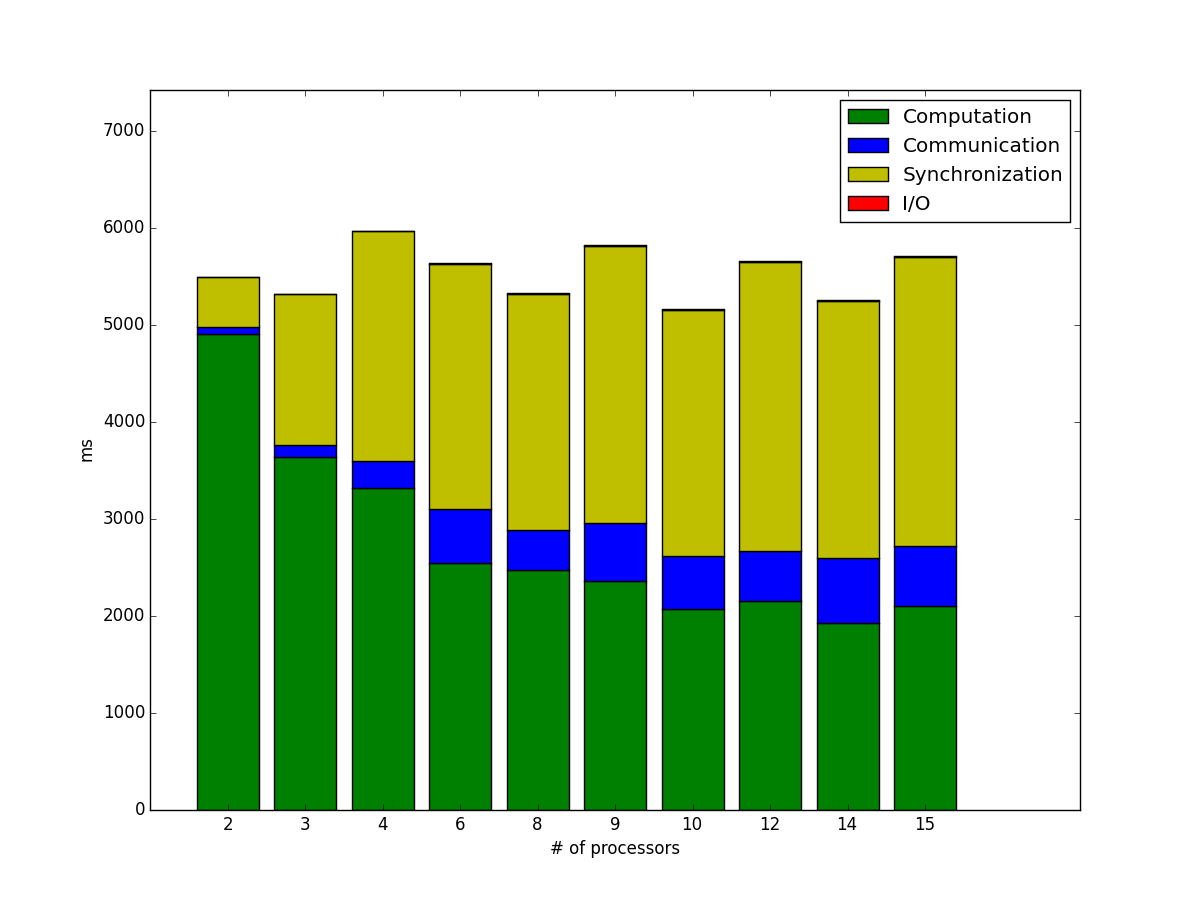 7000
6000
5000
4000
3000
2000
1000
0
ms
Computation
Communication
Synchronization
I/O
2 3 4 6 8 9 10 12 14 15
# of processors